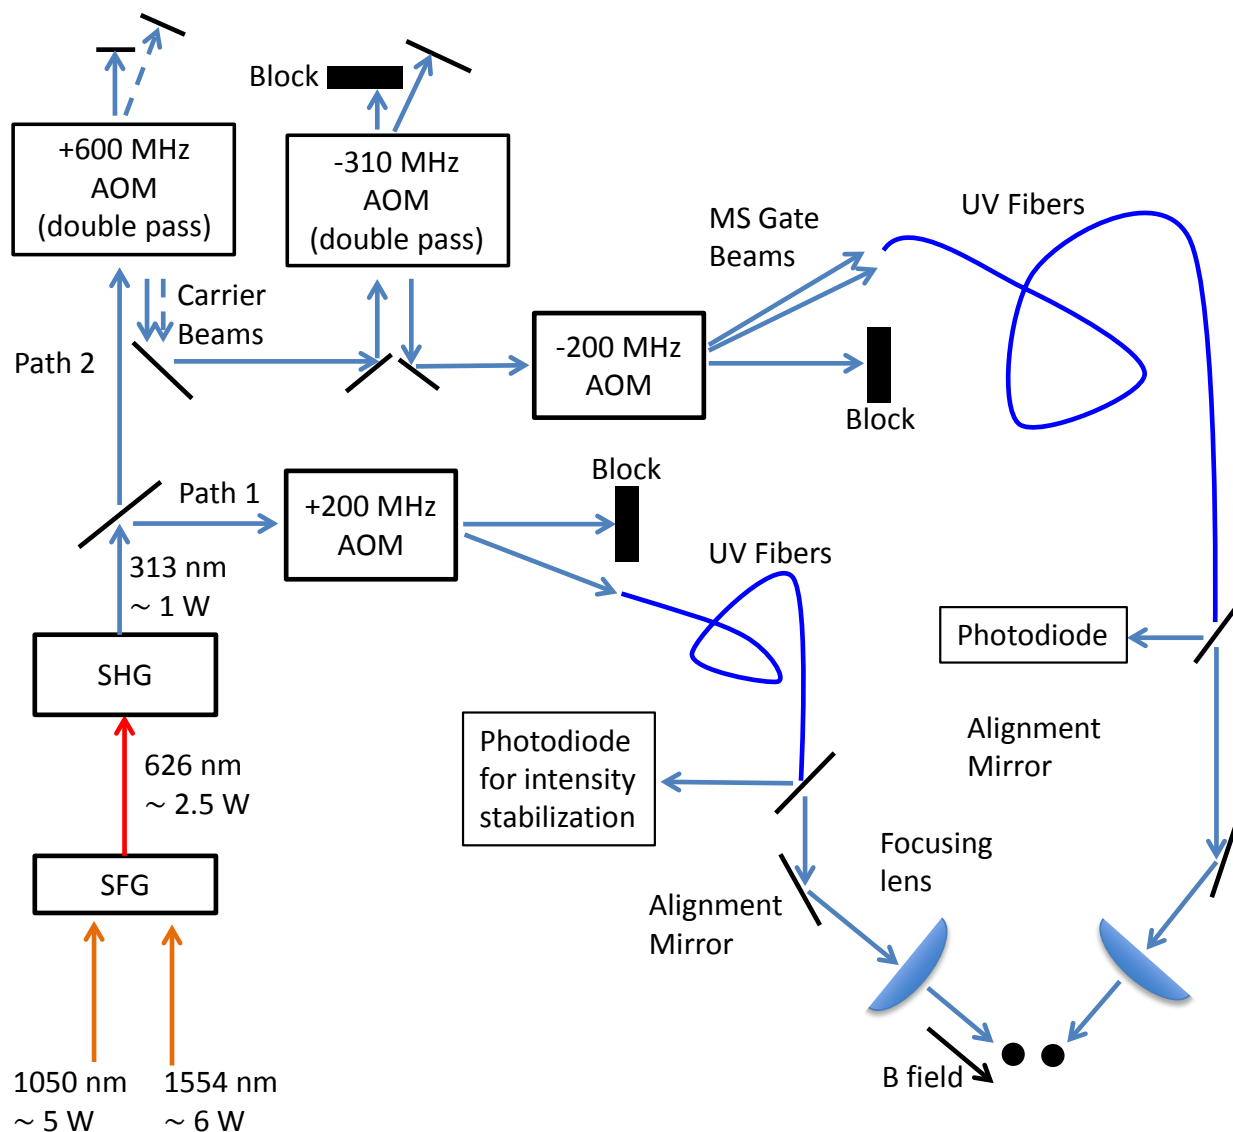 Block
+600 MHz
AOM
(double pass)
-310 MHz
AOM
(double pass)
UV Fibers
MS Gate
Beams
Carrier
Beams
Path 2
-200 MHz
AOM
Block
Path 1
+200 MHz
AOM
Block
UV Fibers
313 nm
~ 1 W
SHG
Photodiode
626 nm
~ 2.5 W
Photodiode
for intensity
stabilization
Alignment
Mirror
SFG
Focusing
lens
Alignment
Mirror
B field
1050 nm
~ 5 W
1554 nm
~ 6 W